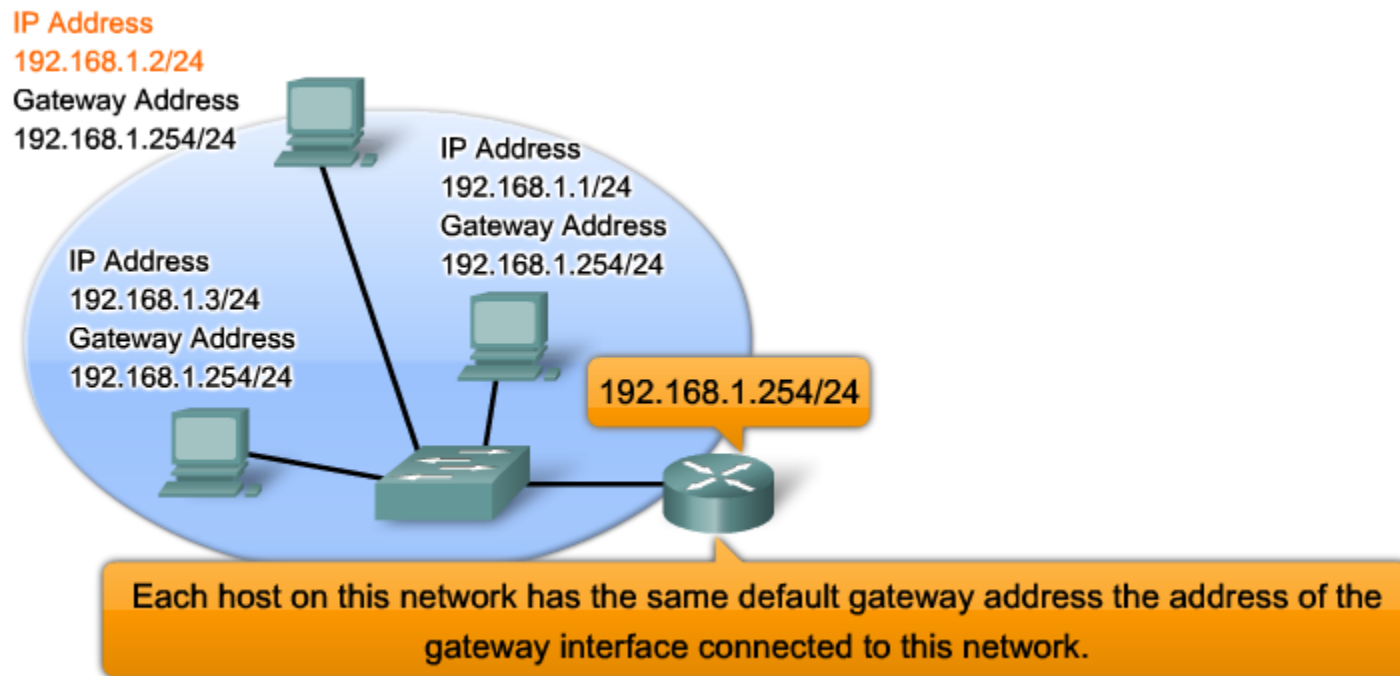 IP Address
192.168.1.2/24
Gateway Address
192.168.1.254/24
IP Address
192.168.1.1/24
Gateway Address
192.168.1.254/24
IP Address
192.168.1.3/24
Gateway Address
192.168.1.254/24
192.168.1.254/24
Each host on this network has the same default gateway address the address of the
gateway interface connected to this network.